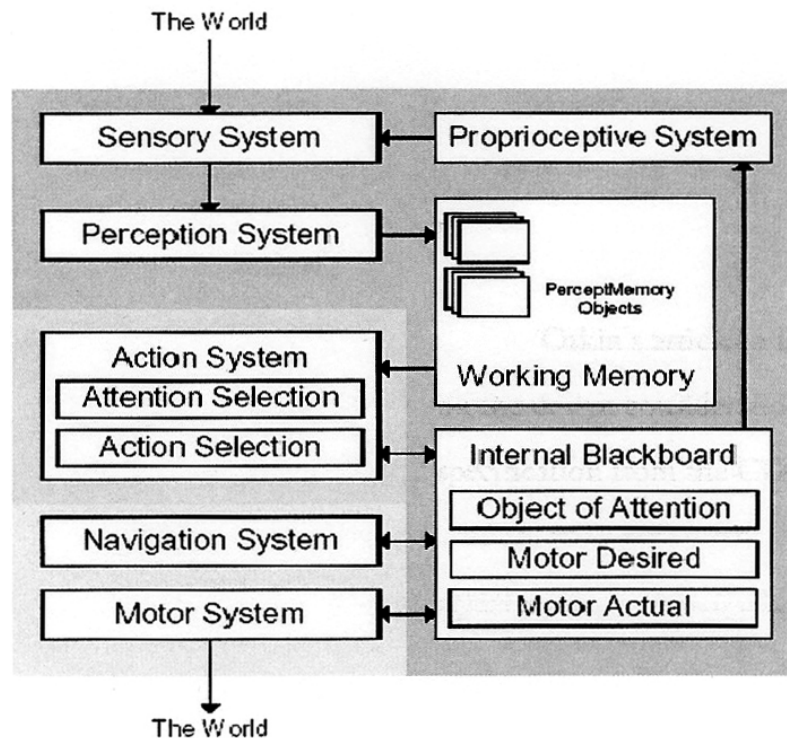 The World
Sensory System
Proprioceptive System
Perception System
PerceptMemory
Objects
Working Memory
Action System
Attention Selection
Action Selection
Internal Blackboard
Object of Attention
Motor Desired
Motor Actual
Navigation System
Motor System
The World